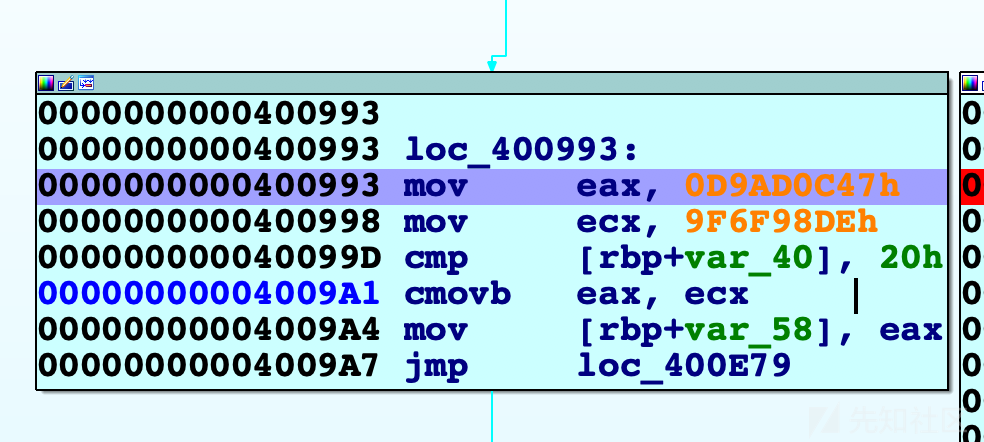 0000000000400993
0000000000400993 loc_400993:
0000000000400993 mov eax, 0D9AD0C47h
0000000000400998 mov ecx, 9F6F98DEh
000000000040099D cmp [rbp+var_40], 20h
00000000004009A1 cmovb eax, ecx
00000000004009A4 mov [rbp+var_58], eax
00000000004009A7 jmp loc_400E79
先知社区